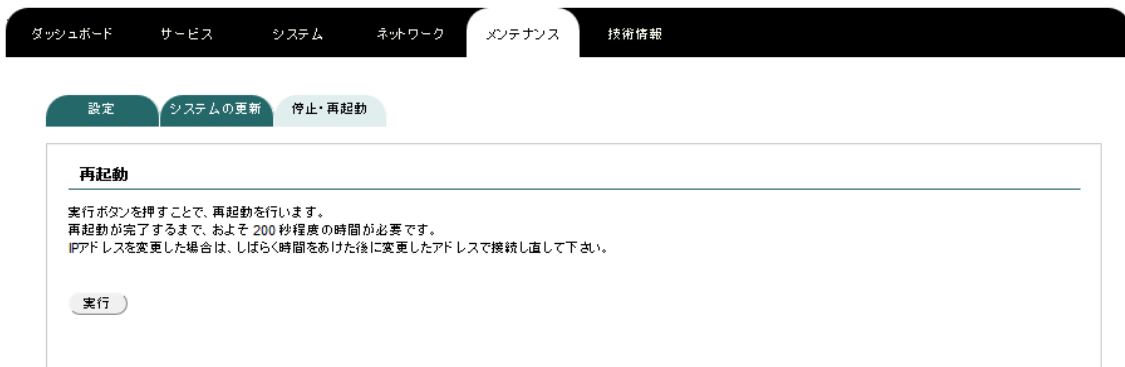 ダッシュボード サービス システム ネットワーク メンテナンス 技術情報
設定 システムの更新 停止・再起動
再起動
実行ボタンを押すことで、再起動を行います。
再起動が完了するまで、およそ 200 秒程度の時間が必要です。
IPアドレスを変更した場合は、しばらく時間をあけた後に変更したアドレスで接続し直して下さい。
実行